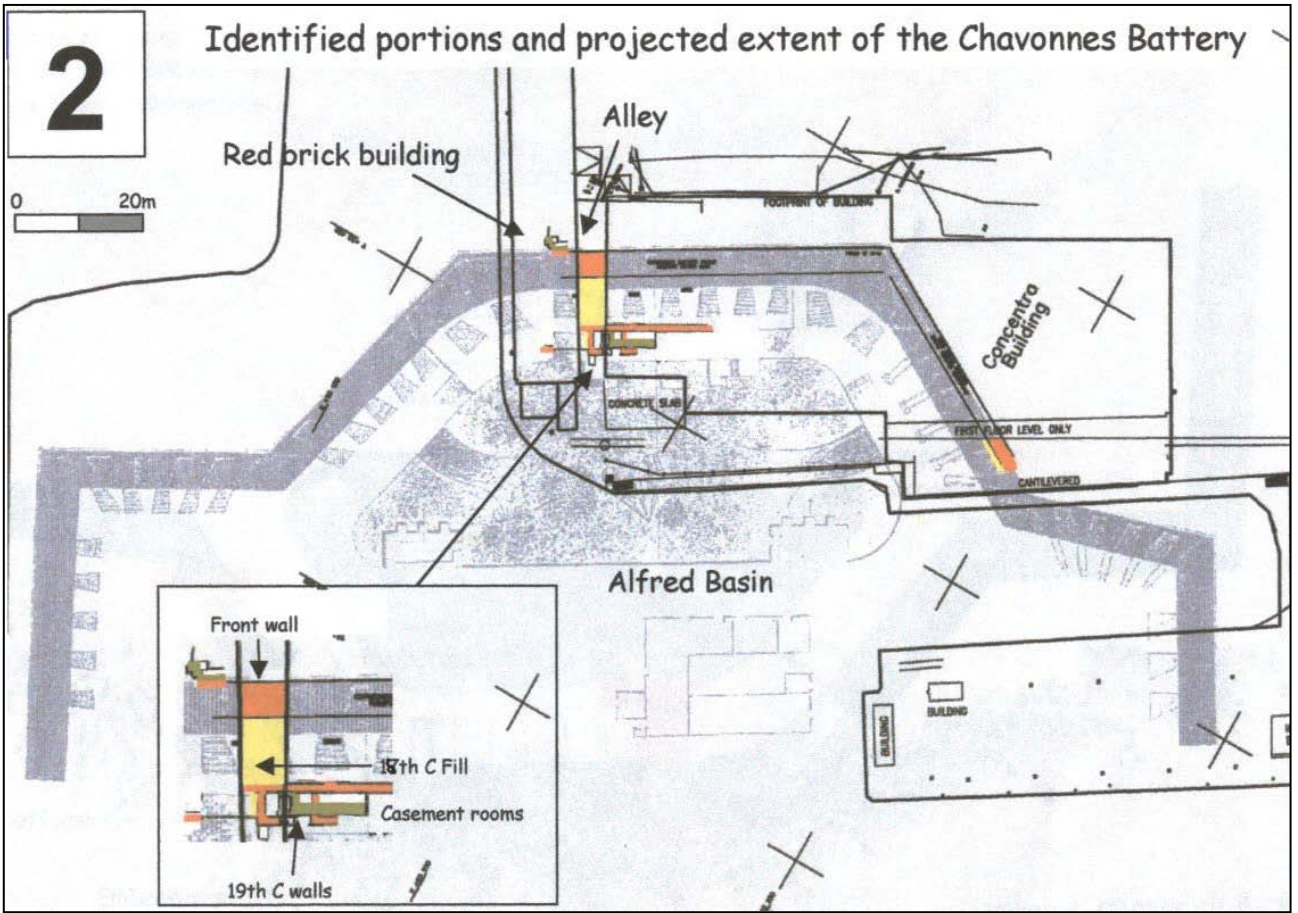 2
Identified portions and projected extent of the Chavonnes Battery
0 20m
Alley
Red brick building
FOOTPRINT OF BUILDING
Concentra
Building
CONCRETE SLAB
FIRST FLOOR LEVEL ONLY
CANTILEVERED
Alfred Basin
Front wall
Fill
Casement rooms
19th C walls
BUILDING
BUILDING